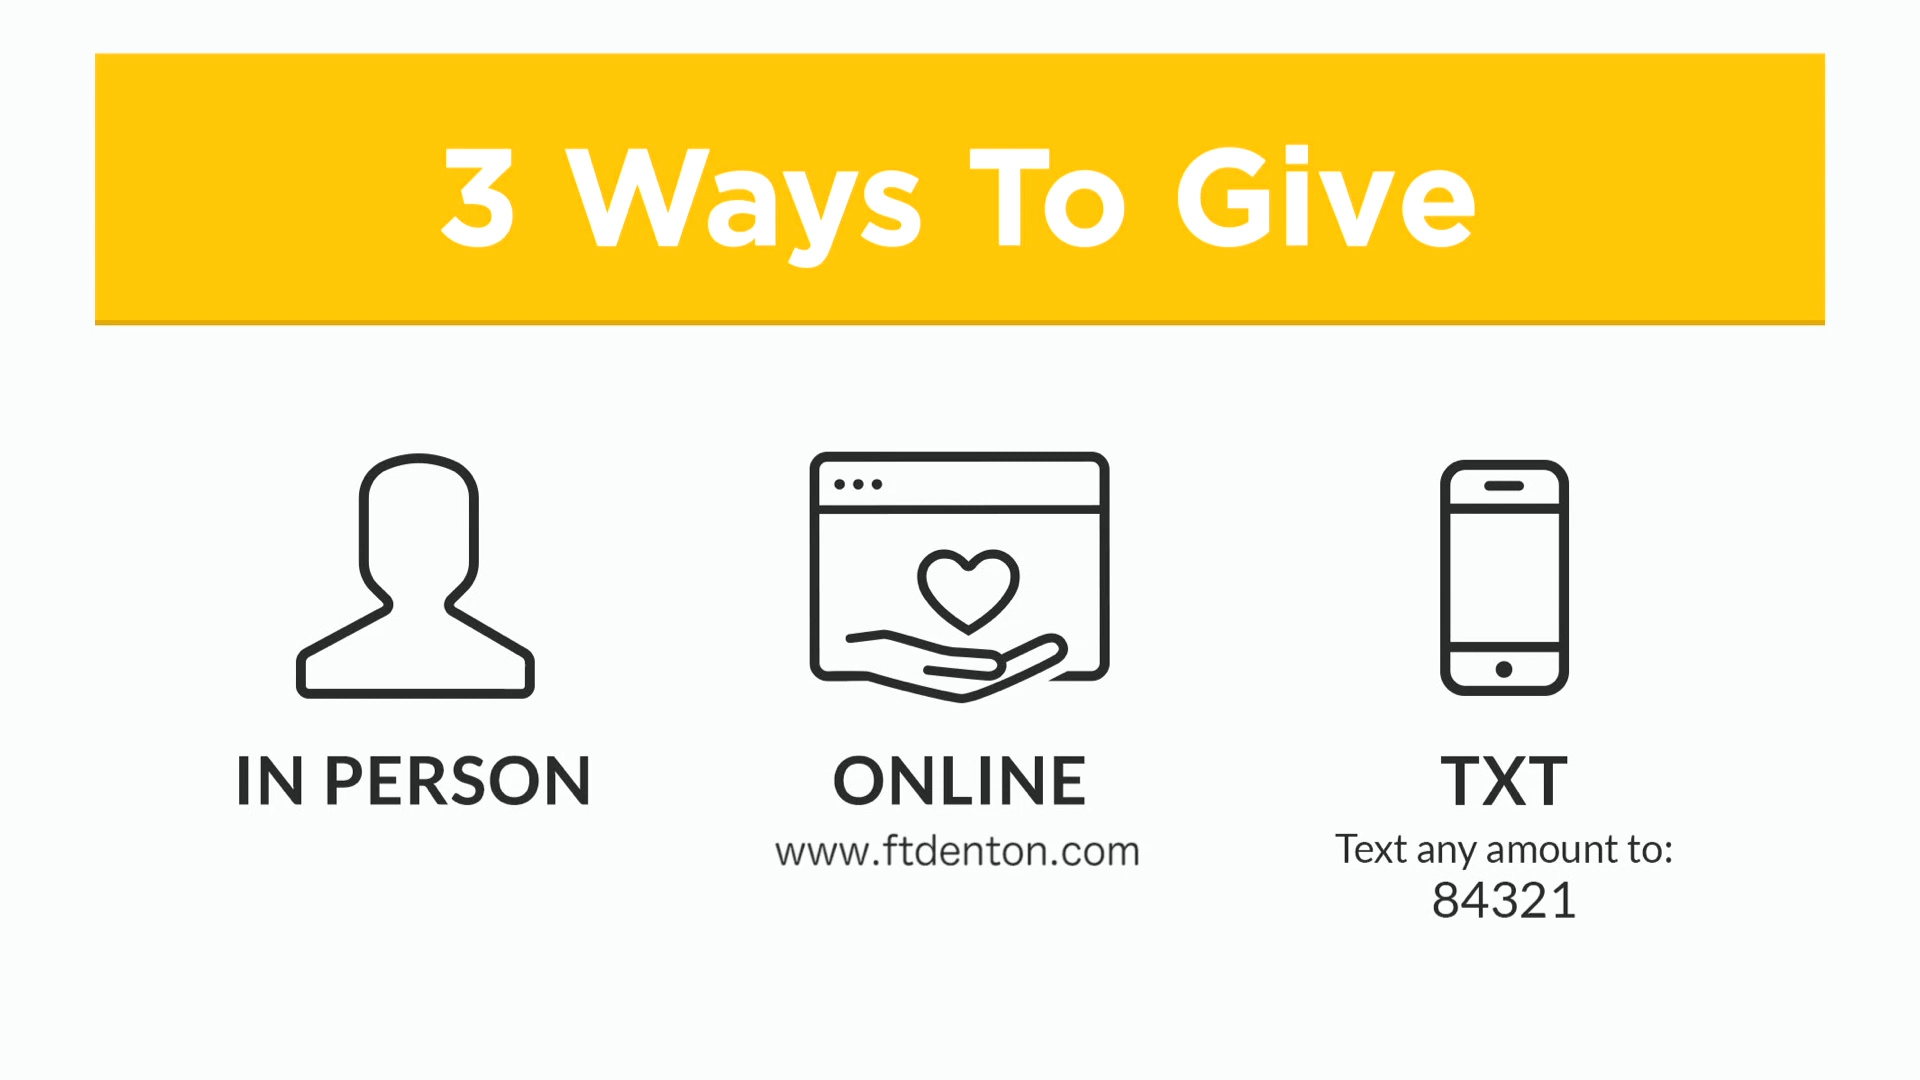 3 Ways To Give
IN PERSON
ONLINE
www.ftdenton.com
TXT
Text any amount to:
84321